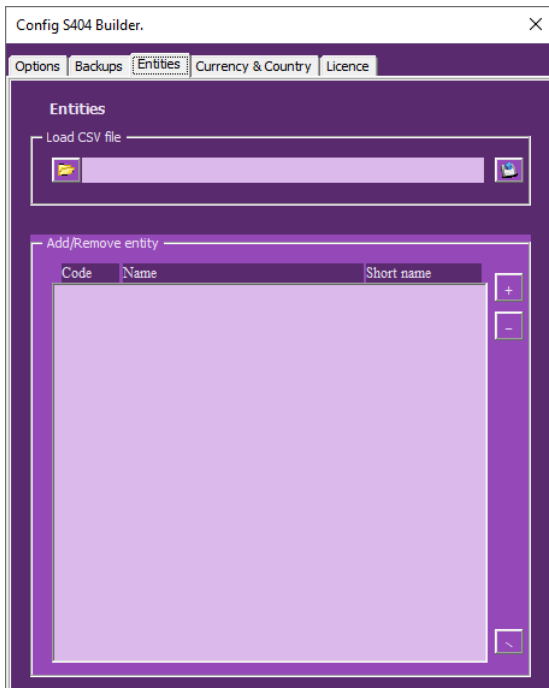 Config S404 Builder.
Options Backups Entities Currency & Country Licence
Entities
Load CSV file
Add/Remove entity
Code Name Short name
+
-